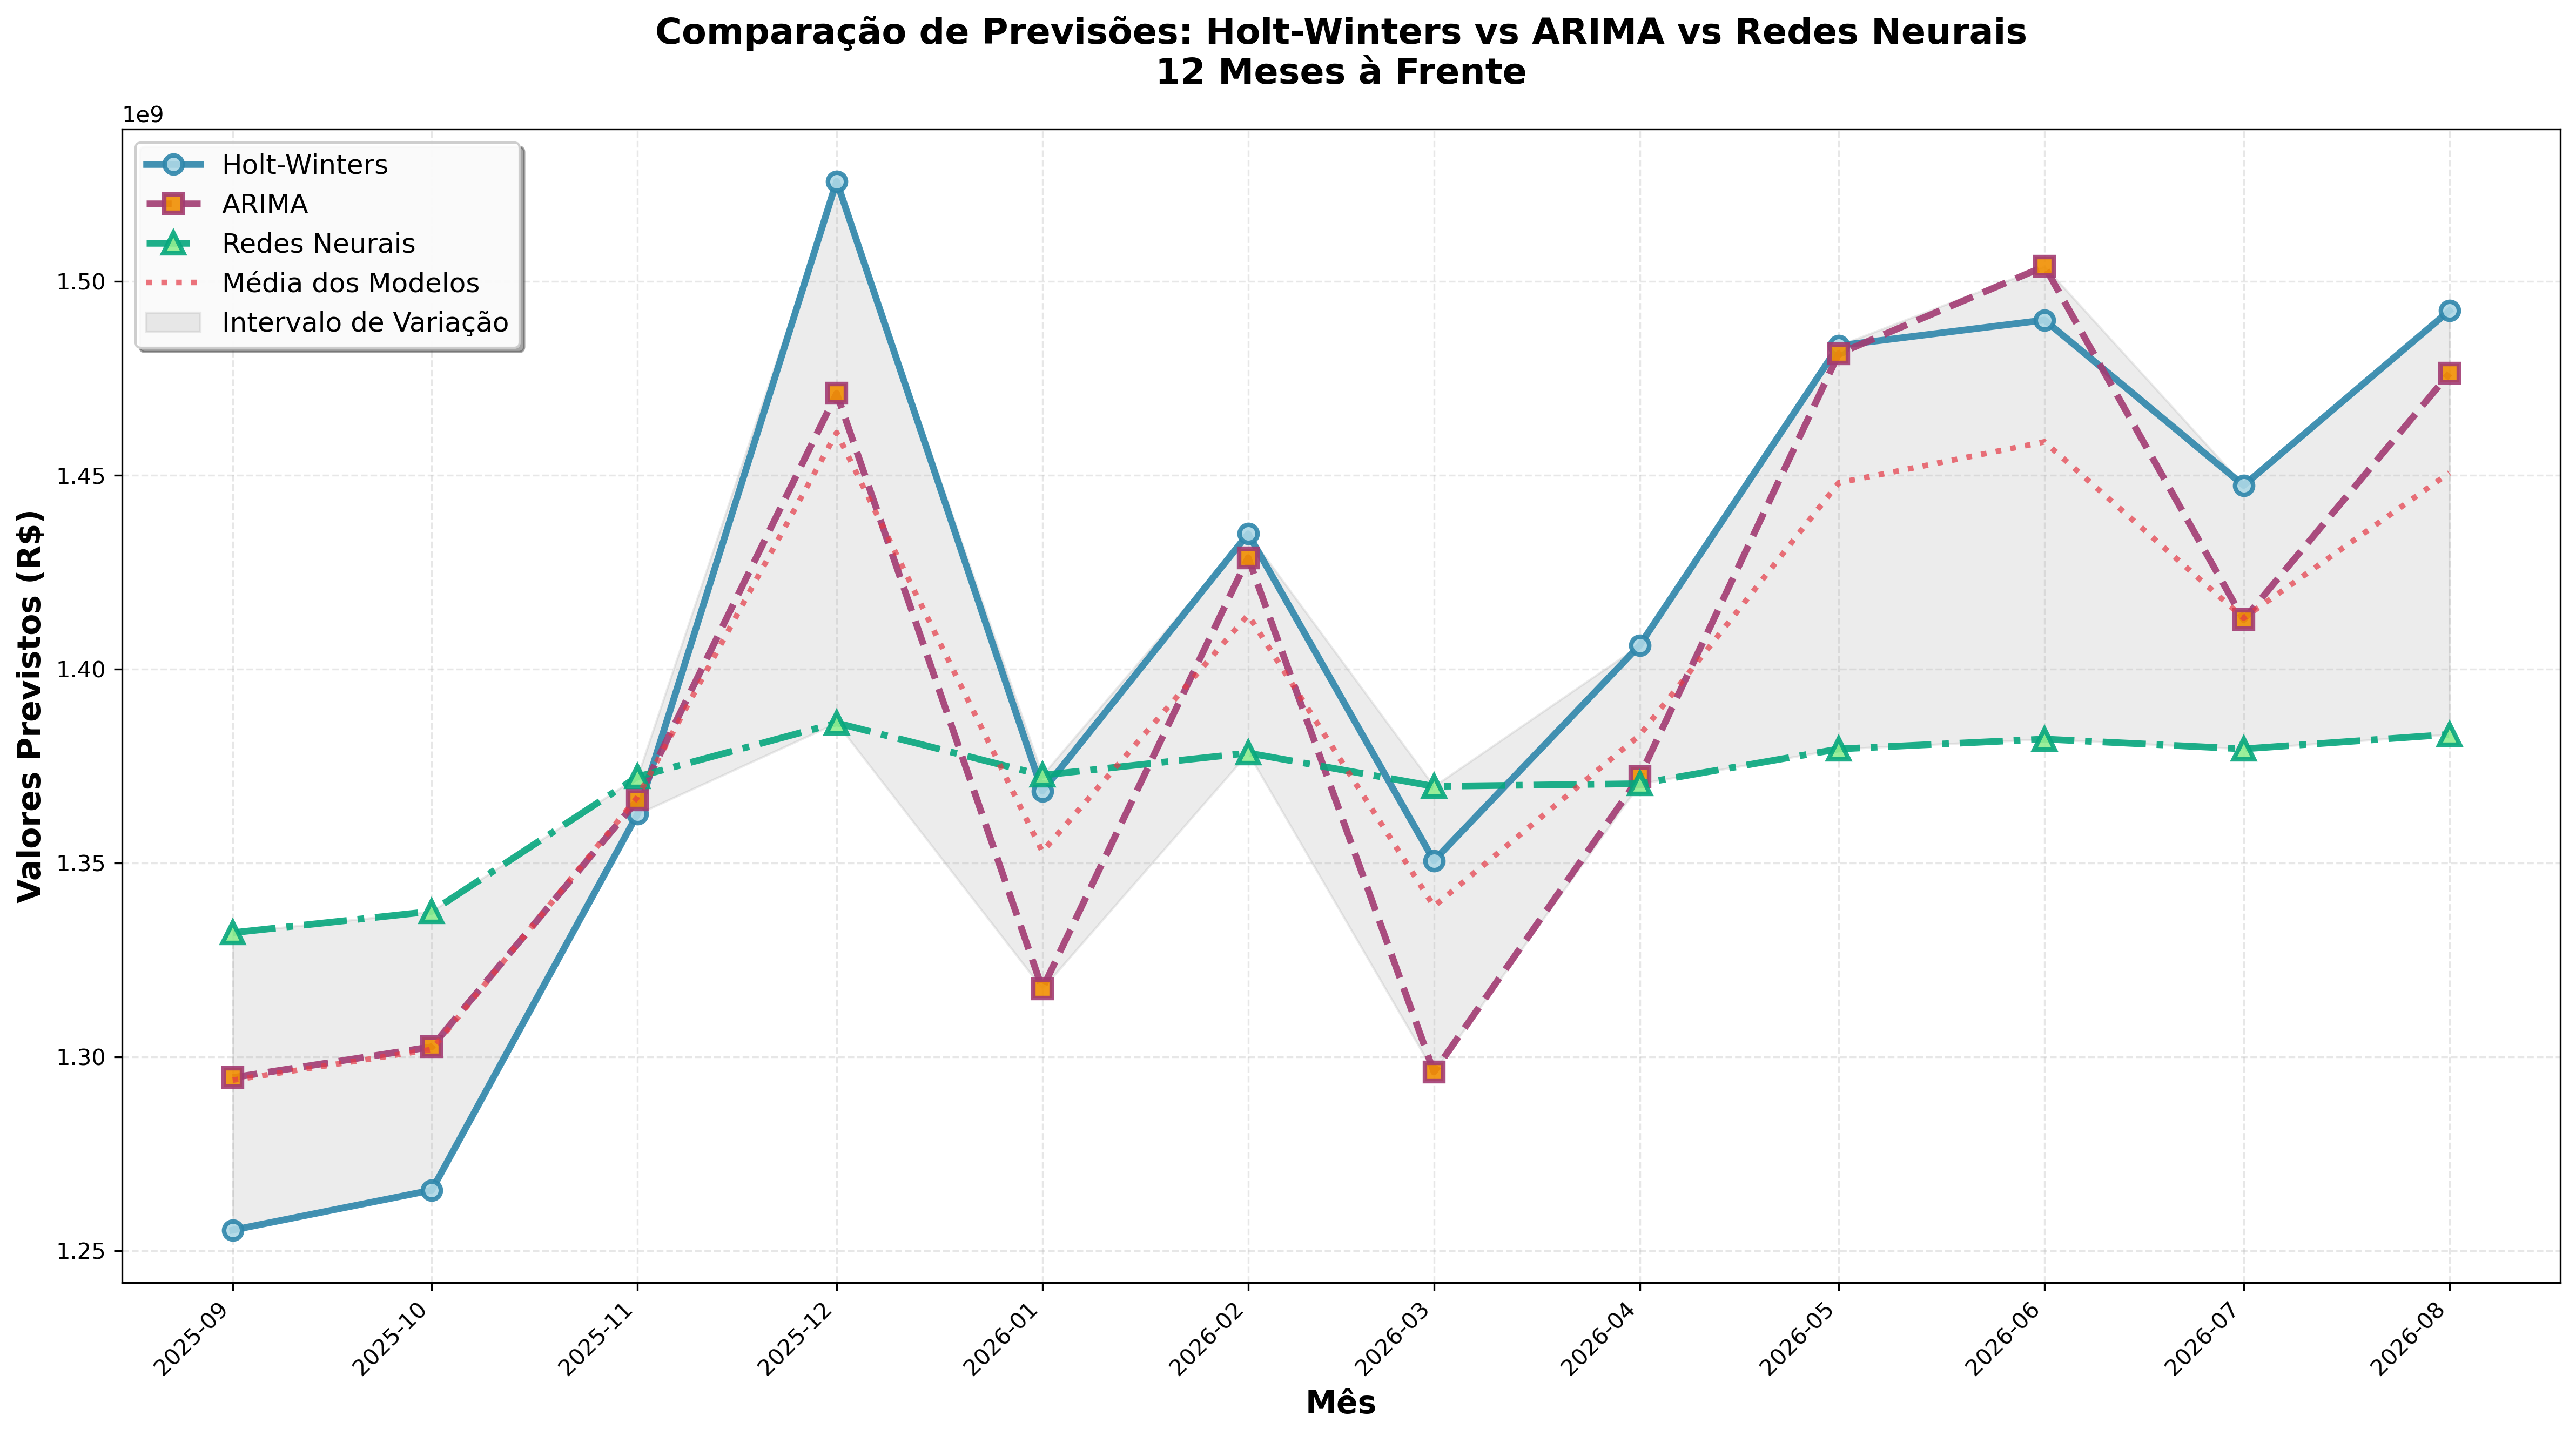 Comparação de Previsões: Holt-Winters vs ARIMA vs Redes Neurais
12 Meses à Frente
1e9
Holt-Winters
ARIMA
Redes Neurais
Média dos Modelos
Intervalo de Variação
Valores Previstos (R$)
1.50
1.45
1.40
1.35
1.30
1.25
2025-09
2025-10
2025-11
2025-12
2026-01
2026-02
2026-03
2026-04
2026-05
2026-06
2026-07
2026-08
Mês